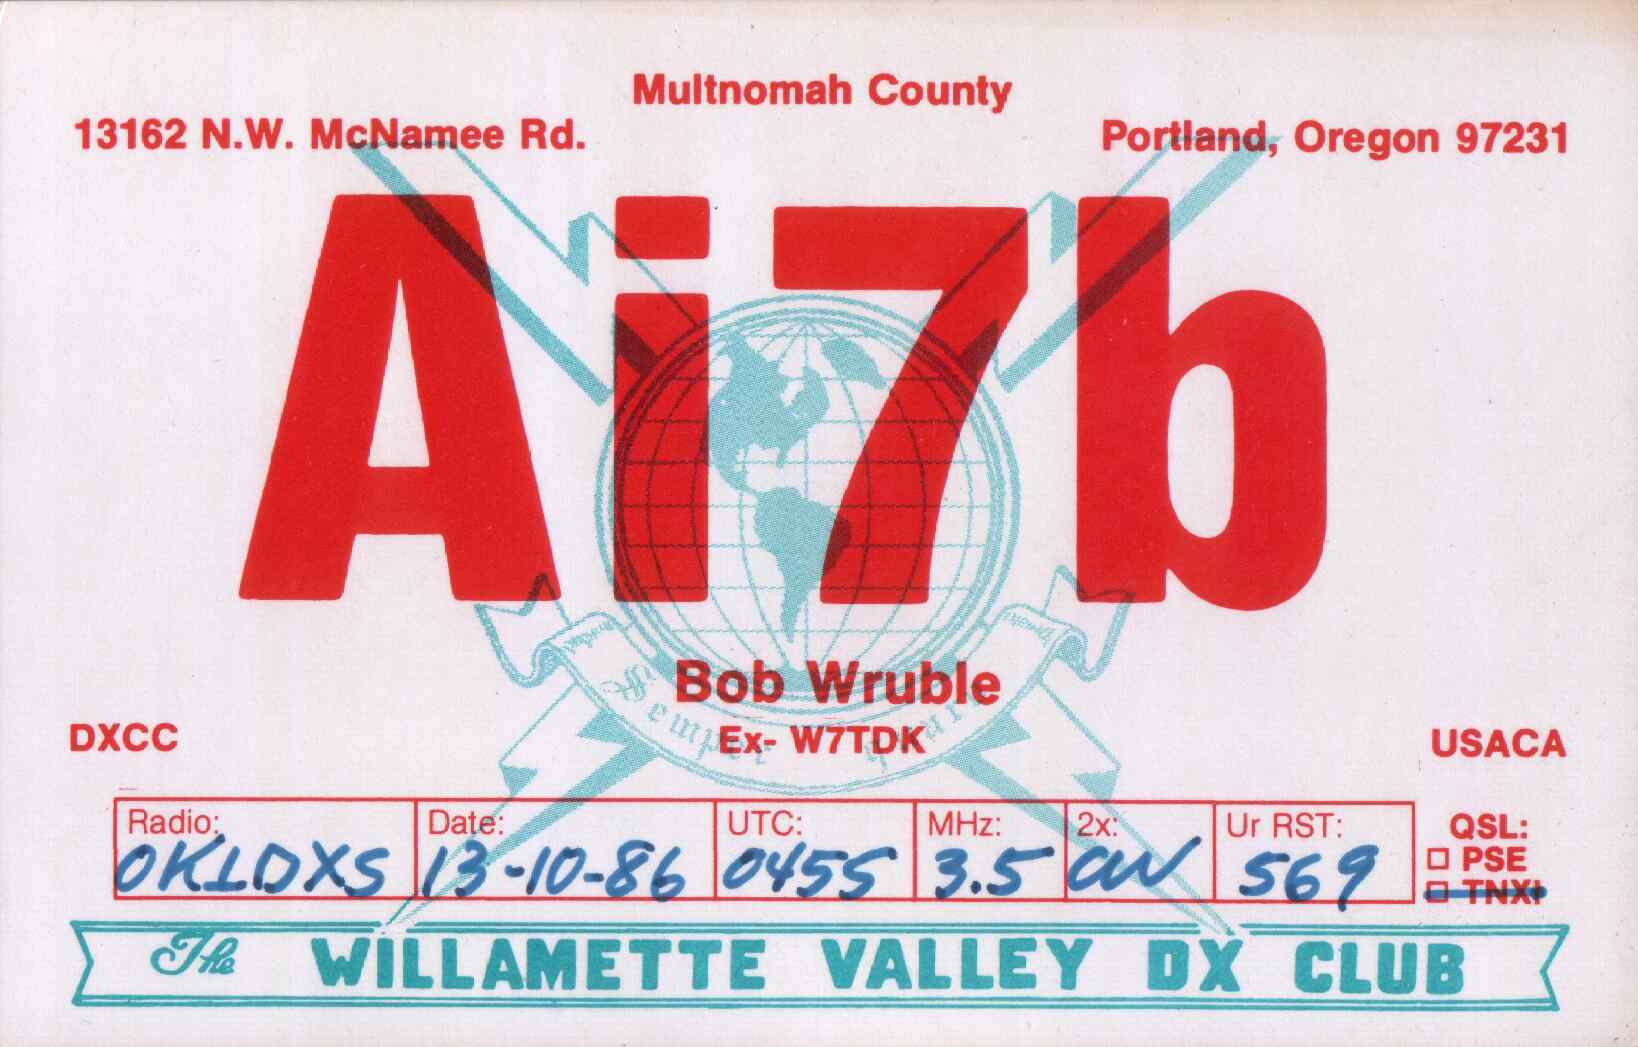 Multnomah County
13162 N.W. McNamee Rd.
Portland, Oregon 97231
Ai7b
Bob Wruble
Ex- W7TDK
DXCC
USACA
Radio: Date: UTC: MHz: 2x: Ur RST: QSL:
OK1DXS 13-10-86 0455 3.5 CW 569
PSE
TNX!
The WILLAMETTE VALLEY DX CLUB